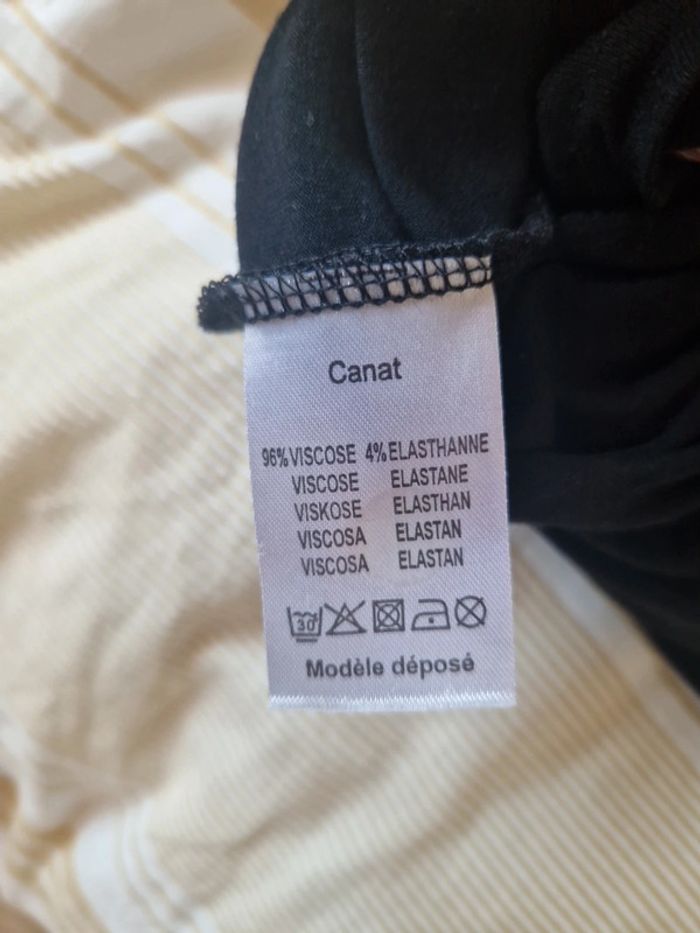 Canat
96% VISCOSE 4% ELASTHANNE
VISCOSE ELASTANE
VISKOSE ELASTHAN
VISCOSA ELASTAN
VISCOSA ELASTAN
30
Modèle déposé